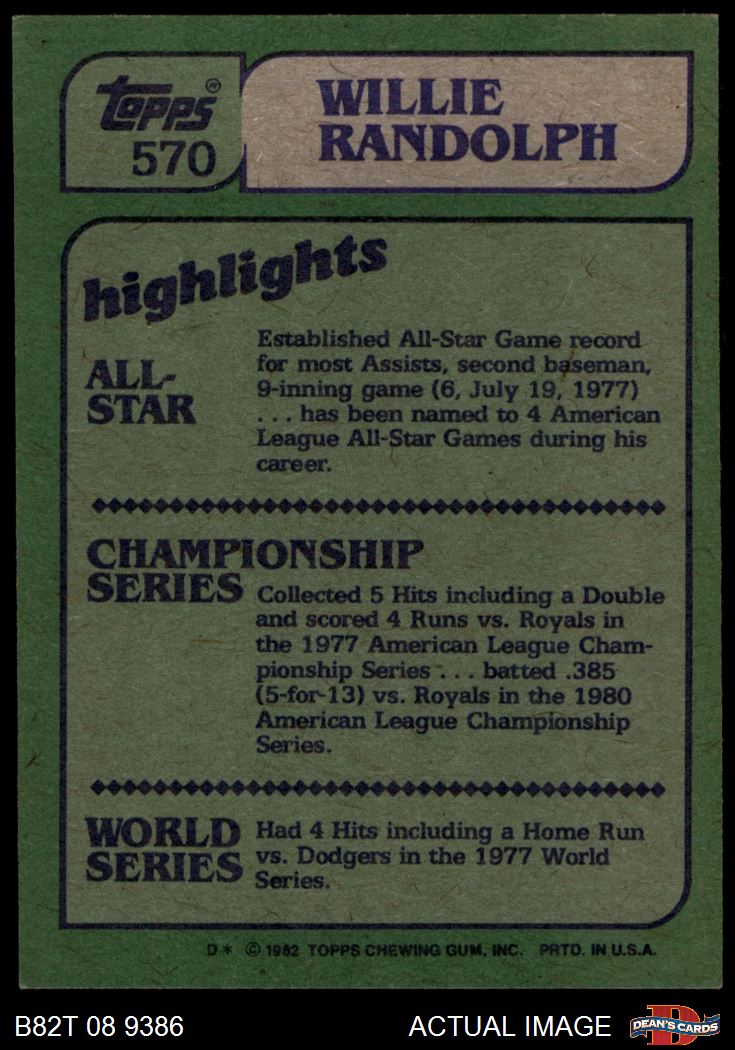 Topps®
570
WILLIE
RANDOLPH
highlights
ALL-
STAR
Established All-Star Game record
for most Assists, second baseman,
9-inning game (6, July 19, 1977)
. . . has been named to 4 American
League All-Star Games during his
career.
CHAMPIONSHIP
SERIES
Collected 5 Hits including a Double
and scored 4 Runs vs. Royals in
the 1977 American League Cham-
pionship Series . . . batted .385
(5-for-13) vs. Royals in the 1980
American League Championship
Series.
WORLD
SERIES
Had 4 Hits including a Home Run
vs. Dodgers in the 1977 World
Series.
D* © 1982 TOPPS CHEWING GUM, INC. PRTD. IN U.S.A.
B82T 08 9386
ACTUAL IMAGE
D
DEAN'S CARDS